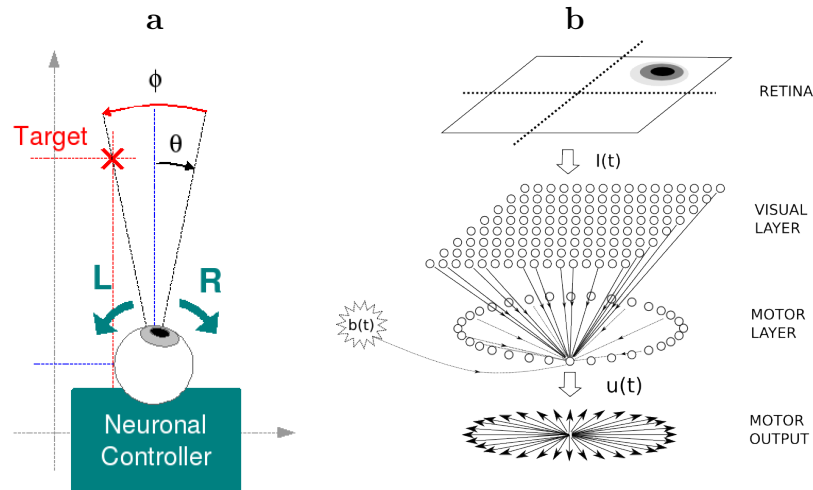 a
ϕ
Target
θ
L
R
Neuronal
Controller
b
RETINA
I(t)
VISUAL
LAYER
b(t)
MOTOR
LAYER
u(t)
MOTOR
OUTPUT